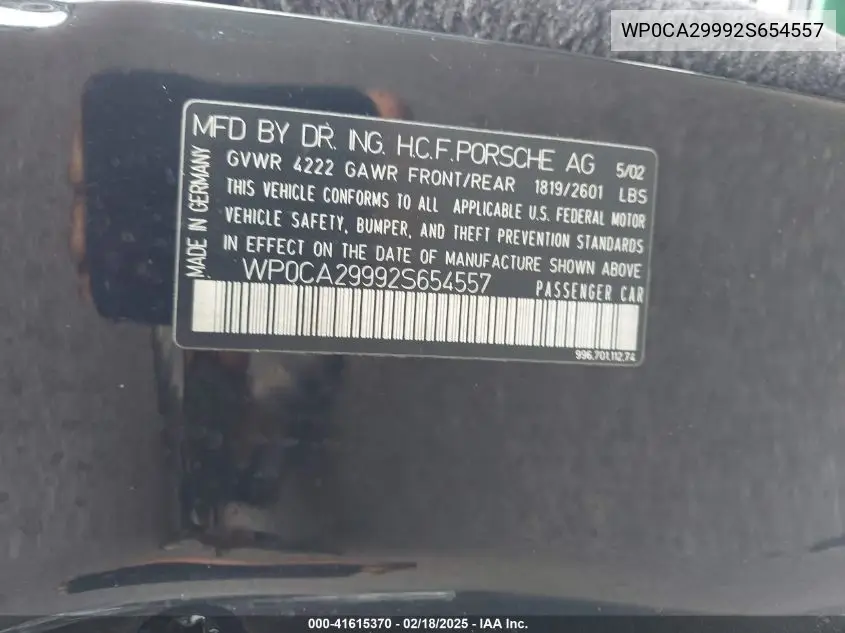 WP0CA29992S654557
MFD BY DR. ING. H.C.F. PORSCHE AG 5/02
GVWR 4222 GAWR FRONT/REAR 1819/2601 LBS
THIS VEHICLE CONFORMS TO ALL APPLICABLE U.S. FEDERAL MOTOR
VEHICLE SAFETY, BUMPER, AND THEFT PREVENTION STANDARDS
IN EFFECT ON THE DATE OF MANUFACTURE SHOWN ABOVE
WP0CA29992S654557 PASSENGER CAR
MADE IN GERMANY
996.701.112.74
000-41615370 - 02/18/2025 - IAA Inc.